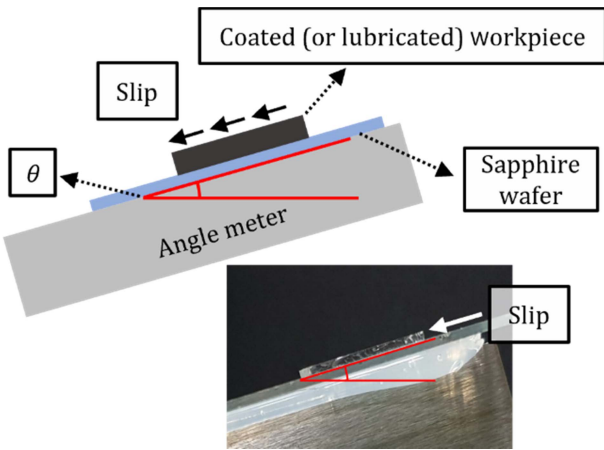 Coated (or lubricated) workpiece
Slip
θ
Sapphire
wafer
Angle meter
Slip